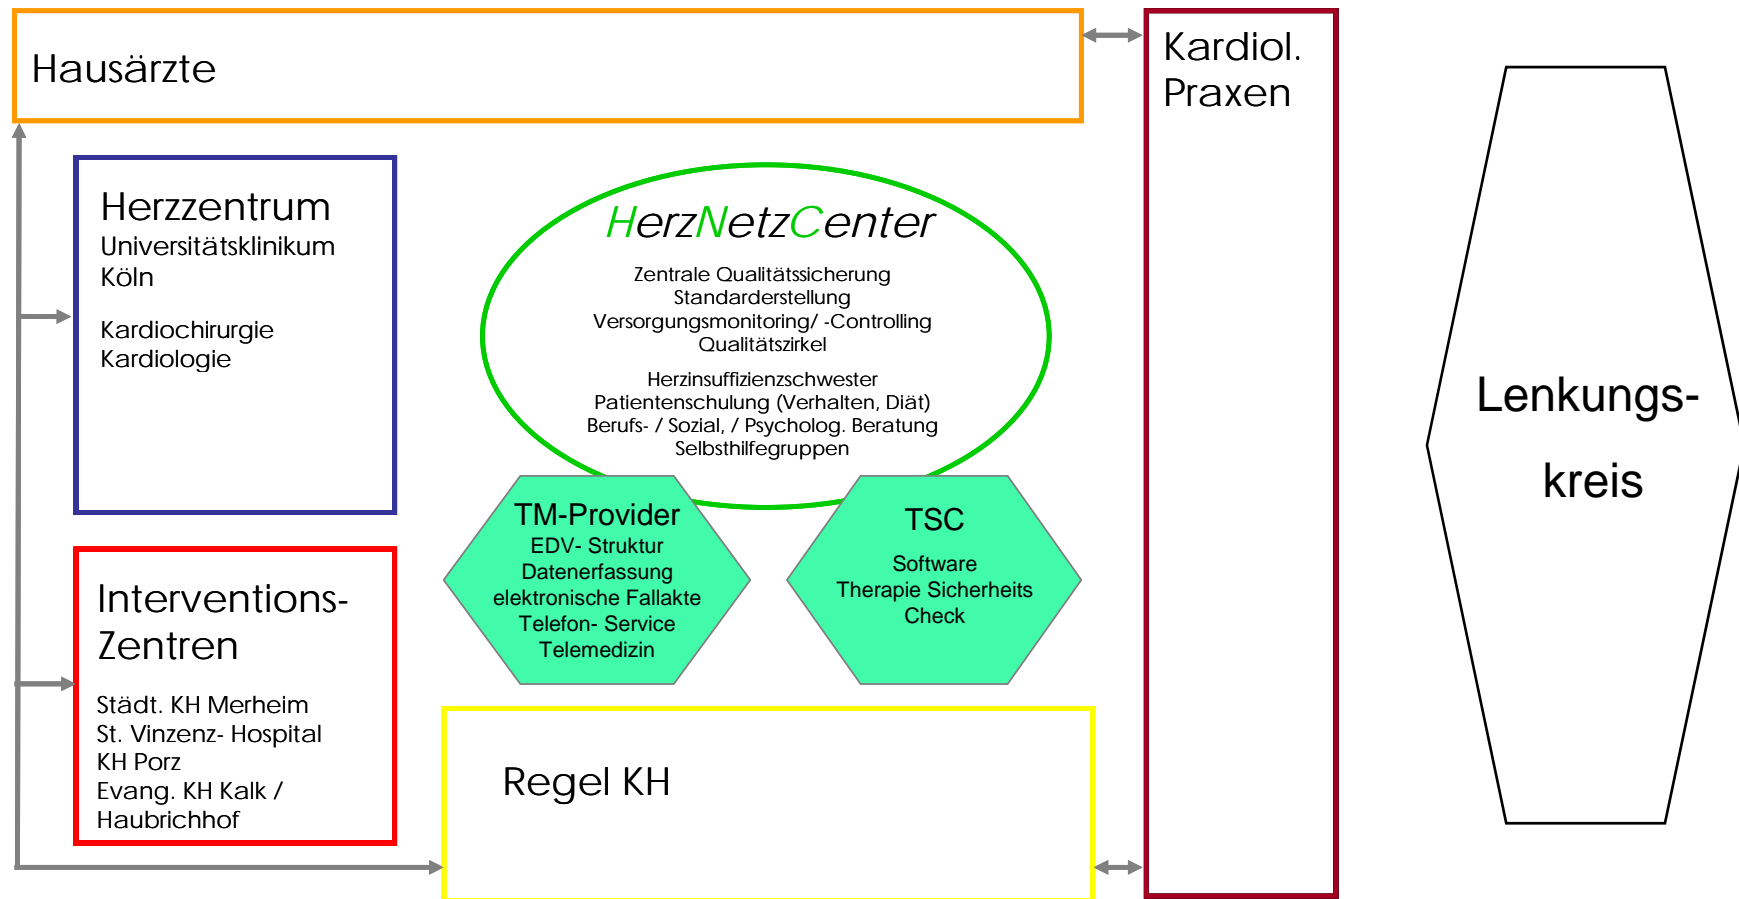 Hausärzte
Kardiol.
Praxen
Herzzentrum
Universitätsklinikum
Köln
Kardiochirurgie
Kardiologie
HerzNetzCenter
Zentrale Qualitätssicherung
Standarderstellung
Versorgungsmonitoring/ -Controlling
Qualitätszirkel
Herzinsuffizienzschwester
Patientenschulung (Verhalten, Diät)
Berufs- / Sozial, / Psycholog. Beratung
Selbsthilfegruppen
TM-Provider
EDV- Struktur
Datenerfassung
elektronische Fallakte
Telefon- Service
Telemedizin
TSC
Software
Therapie Sicherheits
Check
Interventions-
Zentren
Städt. KH Merheim
St. Vinzenz- Hospital
KH Porz
Evang. KH Kalk /
Haubrichhof
Regel KH
Lenkungs-
kreis